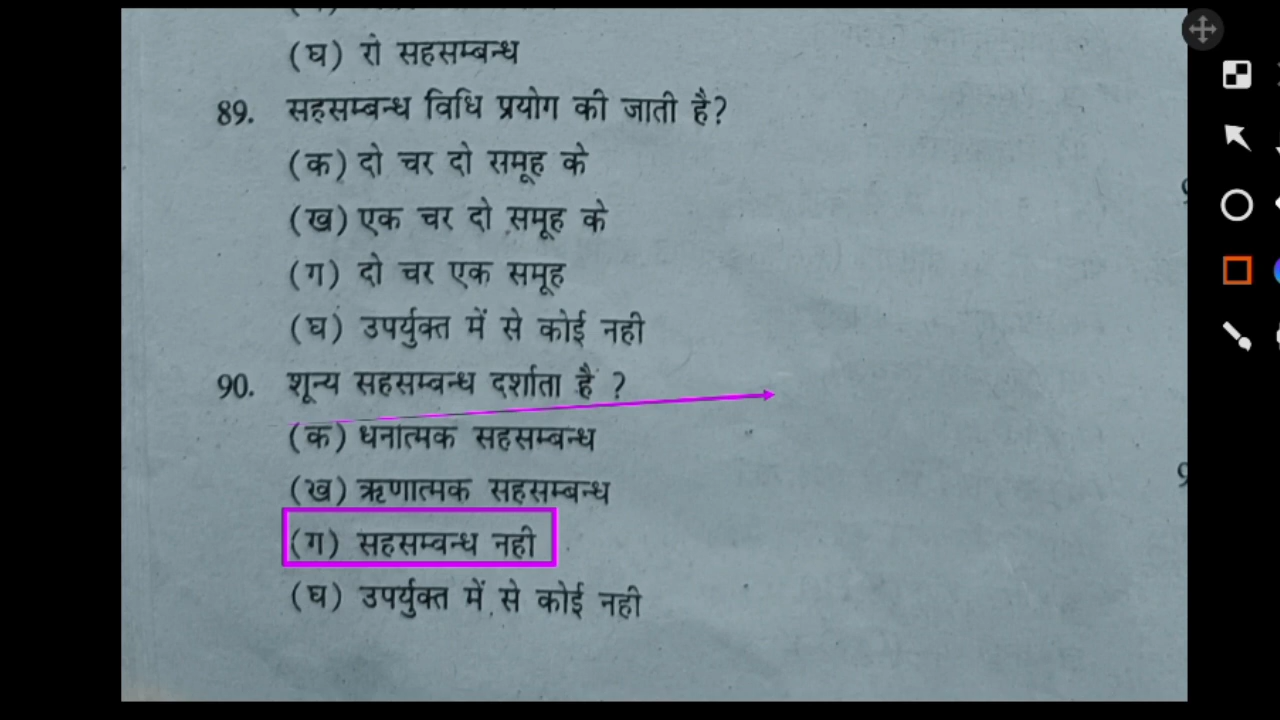 (घ) रो सहसम्बन्ध
89. सहसम्बन्ध विधि प्रयोग की जाती है?
(क) दो चर दो समूह के
(ख) एक चर दो समूह के
(ग) दो चर एक समूह
(घ) उपर्युक्त में से कोई नही
90. शून्य सहसम्बन्ध दर्शाता है ?
(क) धनात्मक सहसम्बन्ध
(ख) ऋणात्मक सहसम्बन्ध
(ग) सहसम्बन्ध नही
(घ) उपर्युक्त में से कोई नही